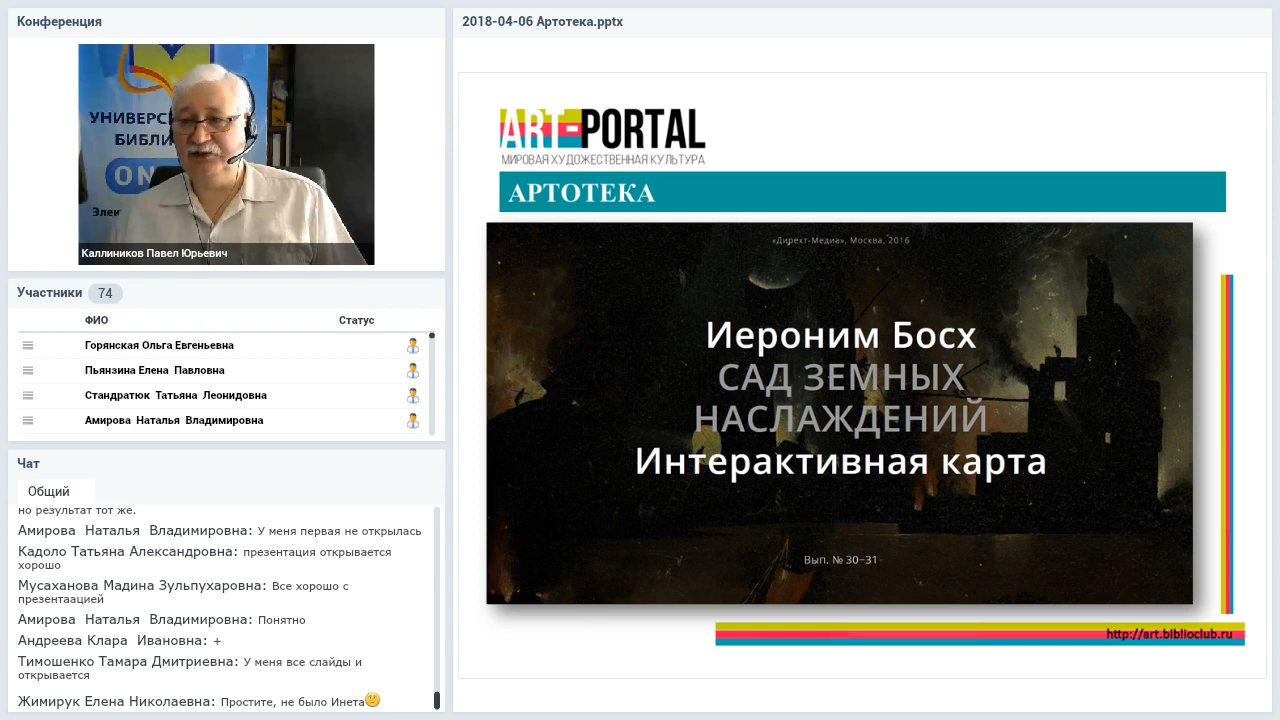 Конференция
УНИВЕРС
БИБЛИ
ON
Элек
Каллиников Павел Юрьевич
Участники 74
ФИО Статус
Горянская Ольга Евгеньевна
Пьянзина Елена Павловна
Стандратюк Татьяна Леонидовна
Амирова Наталья Владимировна
Чат
Общий
но результат тот же.
Амирова Наталья Владимировна: У меня первая не открылась
Кадоло Татьяна Александровна: презентация открывается
хорошо
Мусаханова Мадина Зульпухаровна: Все хорошо с
презентаацией
Амирова Наталья Владимировна: Понятно
Андреева Клара Ивановна: +
Тимошенко Тамара Дмитриевна: У меня все слайды и
открывается
Жимирук Елена Николаевна: Простите, не было Инета
2018-04-06 Артотека.pptx
ART-PORTAL
МИРОВАЯ ХУДОЖЕСТВЕННАЯ КУЛЬТУРА
АРТОТЕКА
«Директ-Медиа», Москва, 2016
Иероним Босх
САД ЗЕМНЫХ
НАСЛАЖДЕНИЙ
Интерактивная карта
Вып. № 30–31
http://art.biblioclub.ru